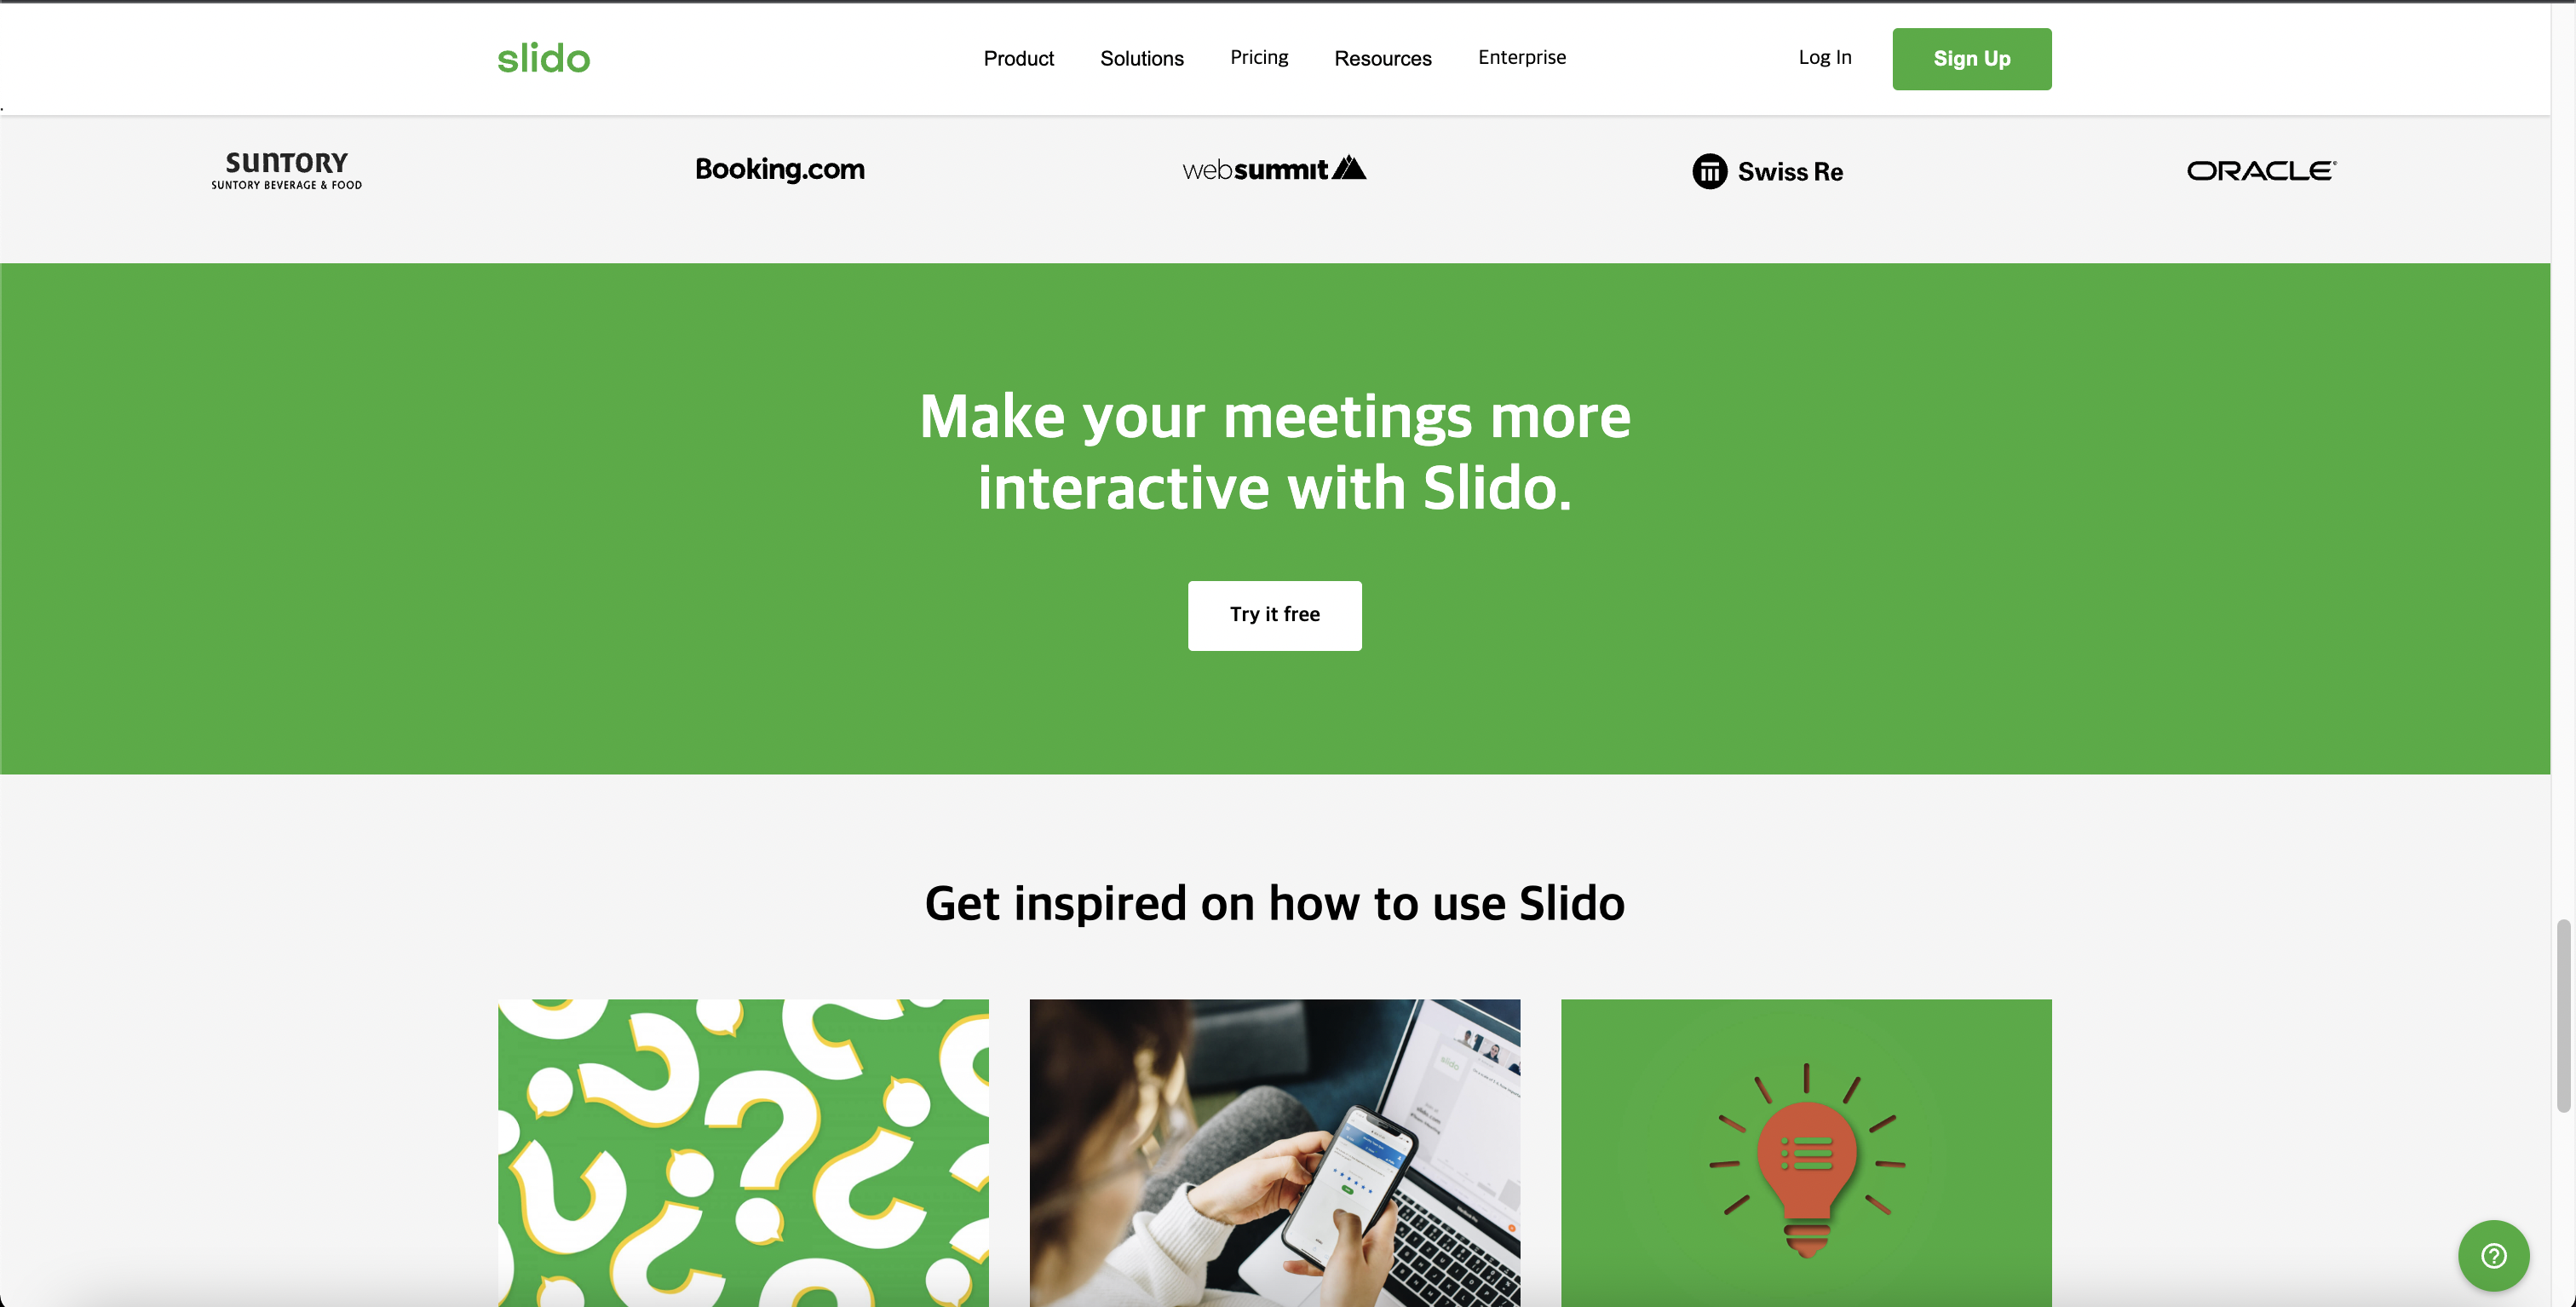 slido
Product Solutions Pricing Resources Enterprise Log In Sign Up
SUNTORY
SUNTORY BEVERAGE & FOOD
Booking.com
websummit
Swiss Re
ORACLE
Make your meetings more
interactive with Slido.
Try it free
Get inspired on how to use Slido
slido